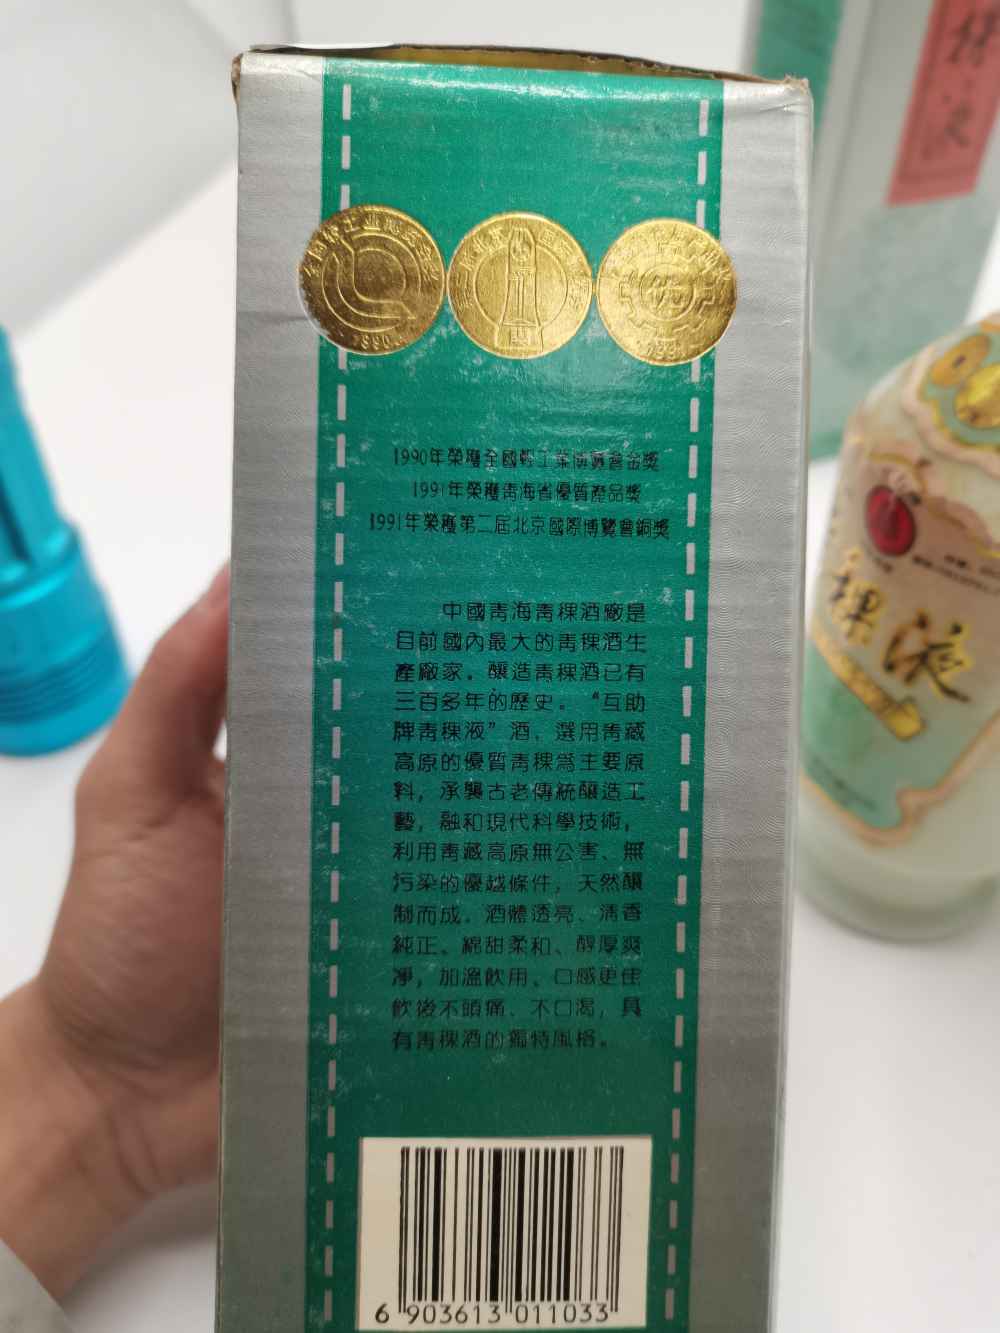 1990年榮獲全國輕工業博覽會金獎
1991年榮獲青海省優質產品獎
1991年榮獲第二届北京國際博覽會銅獎
中國青海青稞酒廠是
目前國内最大的青稞酒生
產廠家。釀造青稞酒已有
三百多年的歷史。“互助
牌青稞液”酒，選用青藏
高原的優質青稞爲主要原
料，承襲古老傳統釀造工
藝，融和現代科學技術，
利用青藏高原無公害、無
污染的優越條件，天然釀
制而成。酒體透亮、清香
純正、綿甜柔和、醇厚爽
凈，加溫飲用、口感更佳
飲後不頭痛、不口渴，具
有青稞酒的獨特風格。
6 903613 011033
稞液